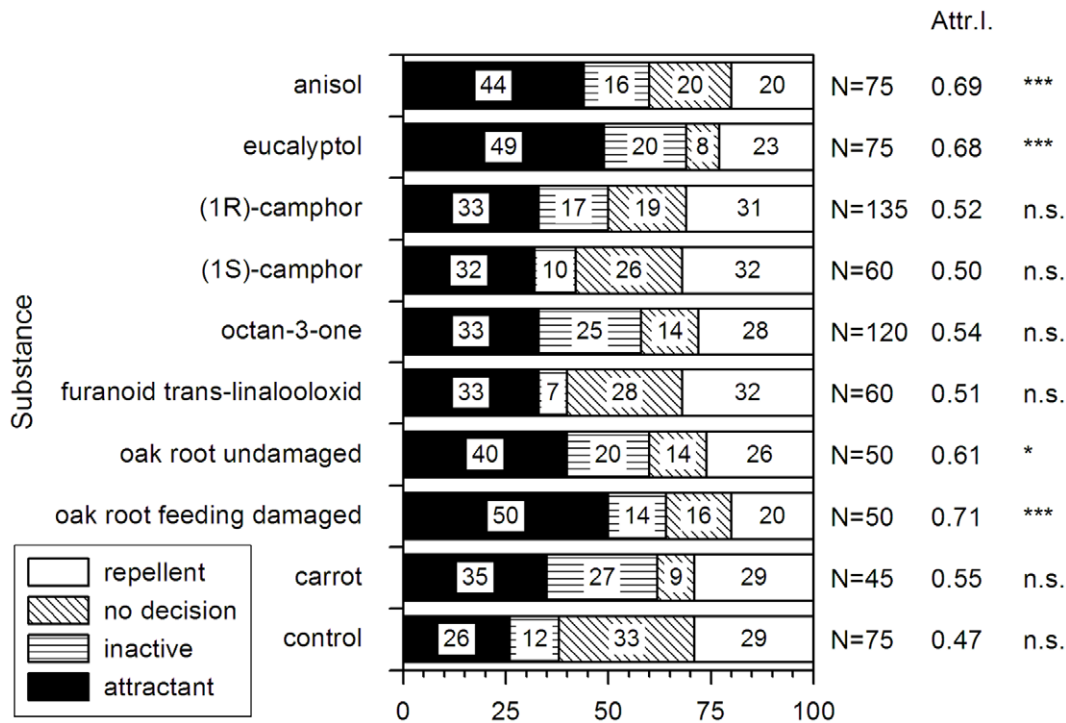 Attr.I.
anisol 44 16 20 20 N=75 0.69 ***
eucalyptol 49 20 8 23 N=75 0.68 ***
(1R)-camphor 33 17 19 31 N=135 0.52 n.s.
(1S)-camphor 32 10 26 32 N=60 0.50 n.s.
octan-3-one 33 25 14 28 N=120 0.54 n.s.
furanoid trans-linalooloxid 33 7 28 32 N=60 0.51 n.s.
oak root undamaged 40 20 14 26 N=50 0.61 *
oak root feeding damaged 50 14 16 20 N=50 0.71 ***
carrot 35 27 9 29 N=45 0.55 n.s.
control 26 12 33 29 N=75 0.47 n.s.
Substance
repellent
no decision
inactive
attractant
0 25 50 75 100